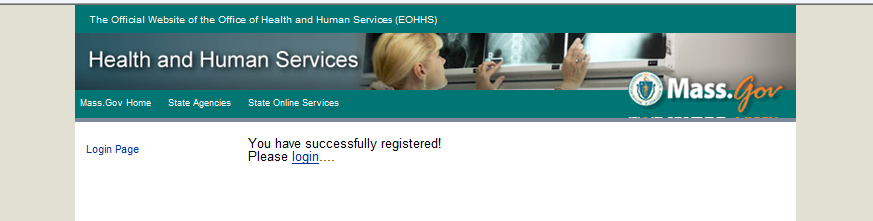 The Official Website of the Office of Health and Human Services (EOHHS)
Health and Human Services
Mass.Gov
Mass.Gov Home State Agencies State Online Services
Login Page
You have successfully registered!
Please login....